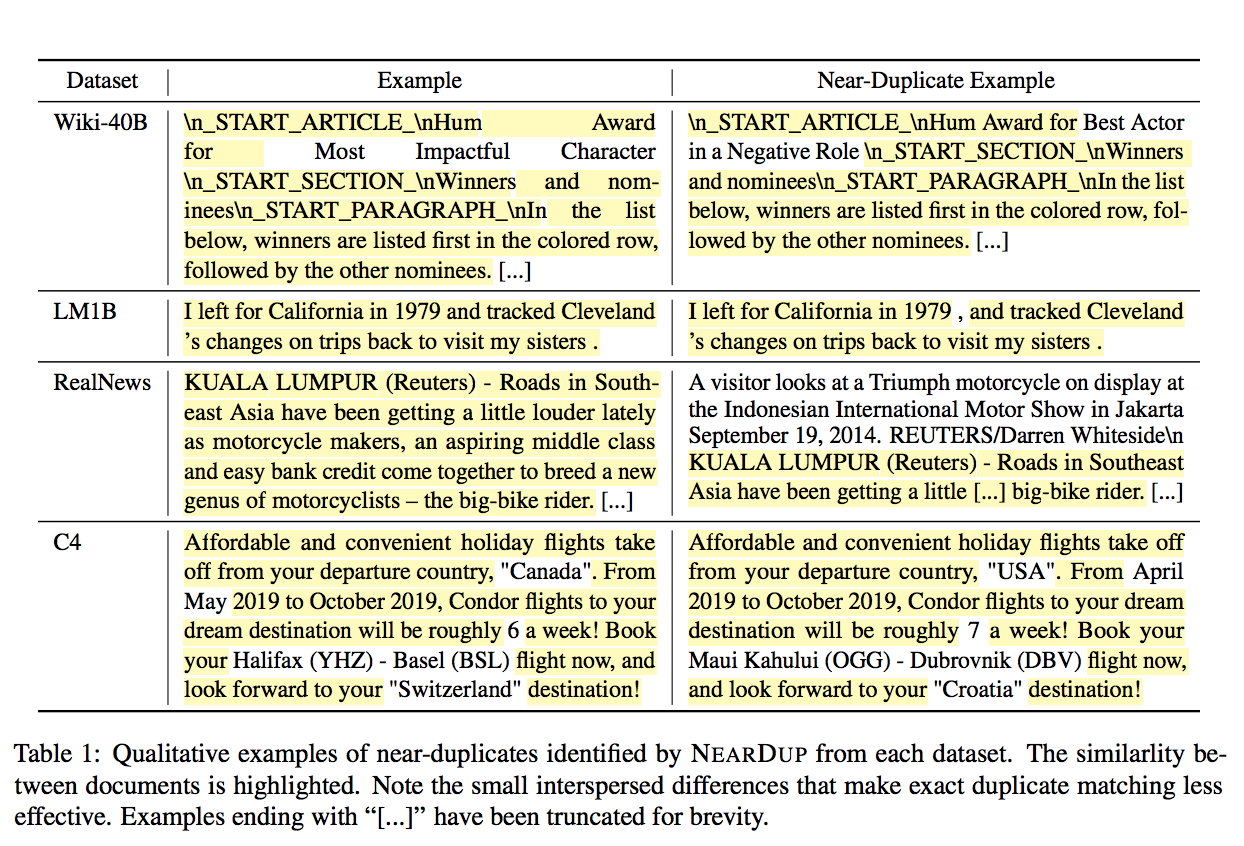 Dataset Example Near-Duplicate Example
Wiki-40B
\n_START_ARTICLE_\nHum Award
for Most Impactful Character
\n_START_SECTION_\nWinners and nom-
inees\n_START_PARAGRAPH_\nIn the list
below, winners are listed first in the colored row,
followed by the other nominees. [...]
\n_START_ARTICLE_\nHum Award for Best Actor
in a Negative Role \n_START_SECTION_\nWinners
and nominees\n_START_PARAGRAPH_\nIn the list
below, winners are listed first in the colored row, fol-
lowed by the other nominees. [...]
LM1B
I left for California in 1979 and tracked Cleveland
’s changes on trips back to visit my sisters .
I left for California in 1979 , and tracked Cleveland
’s changes on trips back to visit my sisters .
RealNews
KUALA LUMPUR (Reuters) - Roads in South-
east Asia have been getting a little louder lately
as motorcycle makers, an aspiring middle class
and easy bank credit come together to breed a new
genus of motorcyclists – the big-bike rider. [...]
A visitor looks at a Triumph motorcycle on display at
the Indonesian International Motor Show in Jakarta
September 19, 2014. REUTERS/Darren Whiteside\n
KUALA LUMPUR (Reuters) - Roads in Southeast
Asia have been getting a little [...] big-bike rider. [...]
C4
Affordable and convenient holiday flights take
off from your departure country, "Canada". From
May 2019 to October 2019, Condor flights to your
dream destination will be roughly 6 a week! Book
your Halifax (YHZ) - Basel (BSL) flight now, and
look forward to your "Switzerland" destination!
Affordable and convenient holiday flights take off
from your departure country, "USA". From April
2019 to October 2019, Condor flights to your dream
destination will be roughly 7 a week! Book your
Maui Kahului (OGG) - Dubrovnik (DBV) flight now,
and look forward to your "Croatia" destination!
Table 1: Qualitative examples of near-duplicates identified by NEARDUP from each dataset. The similarlity be-
tween documents is highlighted. Note the small interspersed differences that make exact duplicate matching less
effective. Examples ending with “[...]” have been truncated for brevity.